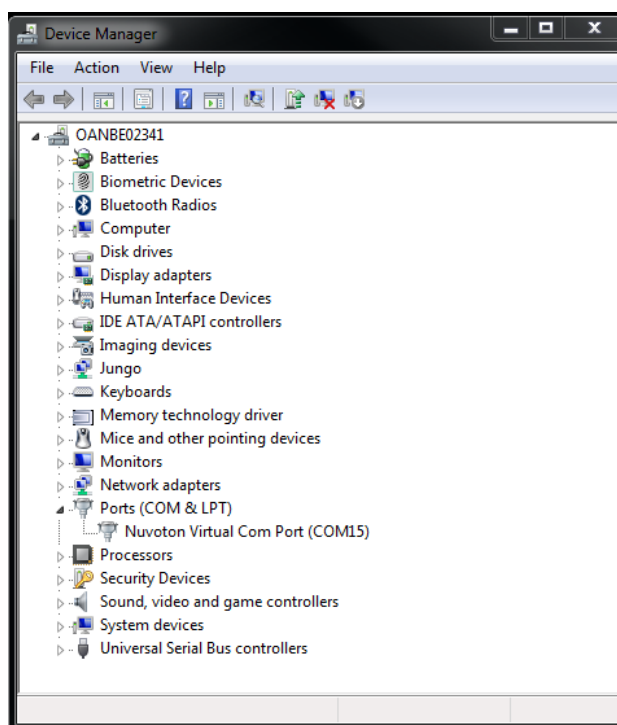 Device Manager
File Action View Help
OANBE02341
Batteries
Biometric Devices
Bluetooth Radios
Computer
Disk drives
Display adapters
Human Interface Devices
IDE ATA/ATAPI controllers
Imaging devices
Jungo
Keyboards
Memory technology driver
Mice and other pointing devices
Monitors
Network adapters
Ports (COM & LPT)
Nuvoton Virtual Com Port (COM15)
Processors
Security Devices
Sound, video and game controllers
System devices
Universal Serial Bus controllers